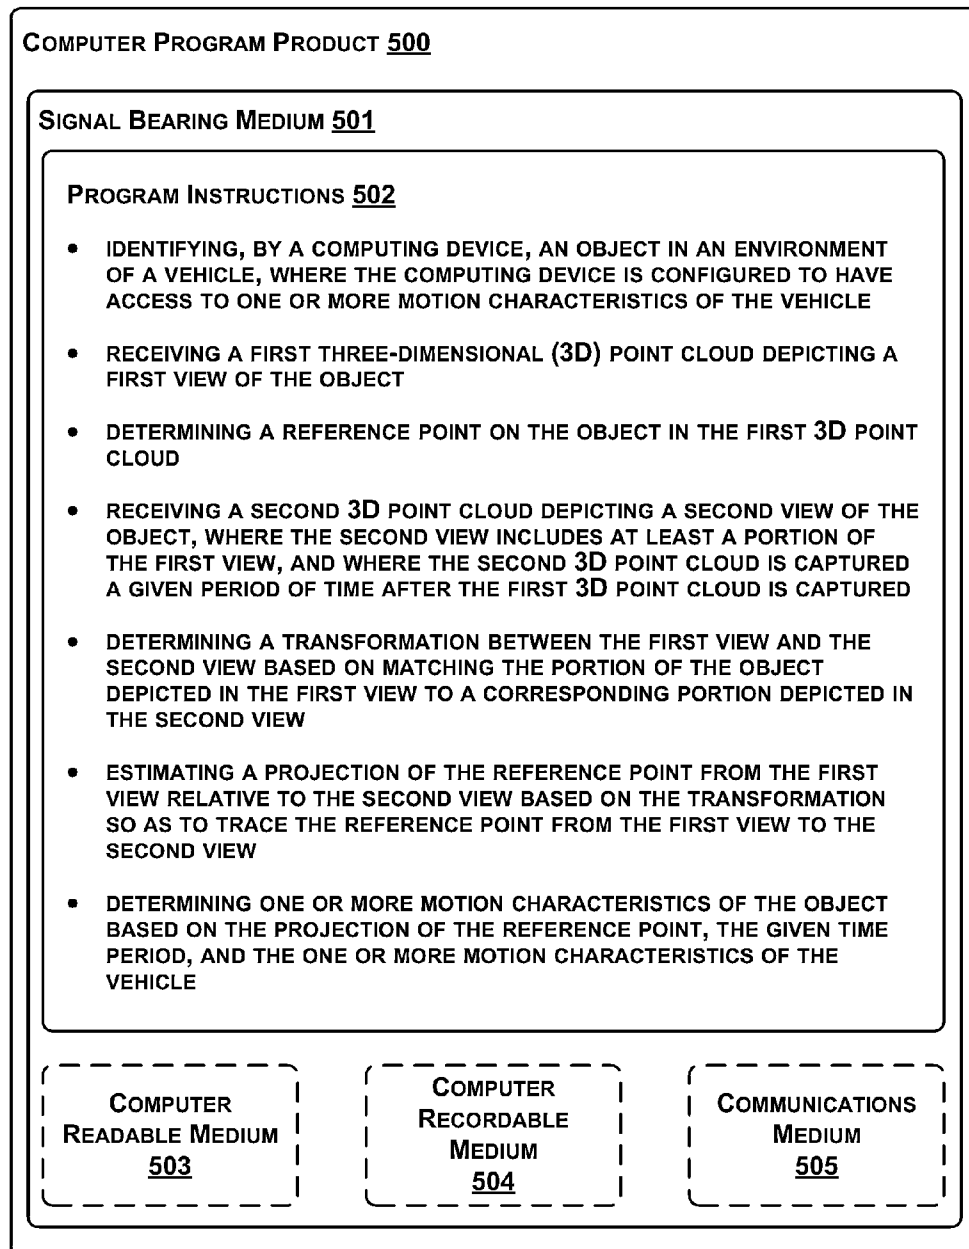 COMPUTER PROGRAM PRODUCT 500
SIGNAL BEARING MEDIUM 501
PROGRAM INSTRUCTIONS 502
• IDENTIFYING, BY A COMPUTING DEVICE, AN OBJECT IN AN ENVIRONMENT
OF A VEHICLE, WHERE THE COMPUTING DEVICE IS CONFIGURED TO HAVE
ACCESS TO ONE OR MORE MOTION CHARACTERISTICS OF THE VEHICLE
• RECEIVING A FIRST THREE-DIMENSIONAL (3D) POINT CLOUD DEPICTING A
FIRST VIEW OF THE OBJECT
• DETERMINING A REFERENCE POINT ON THE OBJECT IN THE FIRST 3D POINT
CLOUD
• RECEIVING A SECOND 3D POINT CLOUD DEPICTING A SECOND VIEW OF THE
OBJECT, WHERE THE SECOND VIEW INCLUDES AT LEAST A PORTION OF
THE FIRST VIEW, AND WHERE THE SECOND 3D POINT CLOUD IS CAPTURED
A GIVEN PERIOD OF TIME AFTER THE FIRST 3D POINT CLOUD IS CAPTURED
• DETERMINING A TRANSFORMATION BETWEEN THE FIRST VIEW AND THE
SECOND VIEW BASED ON MATCHING THE PORTION OF THE OBJECT
DEPICTED IN THE FIRST VIEW TO A CORRESPONDING PORTION DEPICTED IN
THE SECOND VIEW
• ESTIMATING A PROJECTION OF THE REFERENCE POINT FROM THE FIRST
VIEW RELATIVE TO THE SECOND VIEW BASED ON THE TRANSFORMATION
SO AS TO TRACE THE REFERENCE POINT FROM THE FIRST VIEW TO THE
SECOND VIEW
• DETERMINING ONE OR MORE MOTION CHARACTERISTICS OF THE OBJECT
BASED ON THE PROJECTION OF THE REFERENCE POINT, THE GIVEN TIME
PERIOD, AND THE ONE OR MORE MOTION CHARACTERISTICS OF THE
VEHICLE
COMPUTER
READABLE MEDIUM
503
COMPUTER
RECORDABLE
MEDIUM
504
COMMUNICATIONS
MEDIUM
505